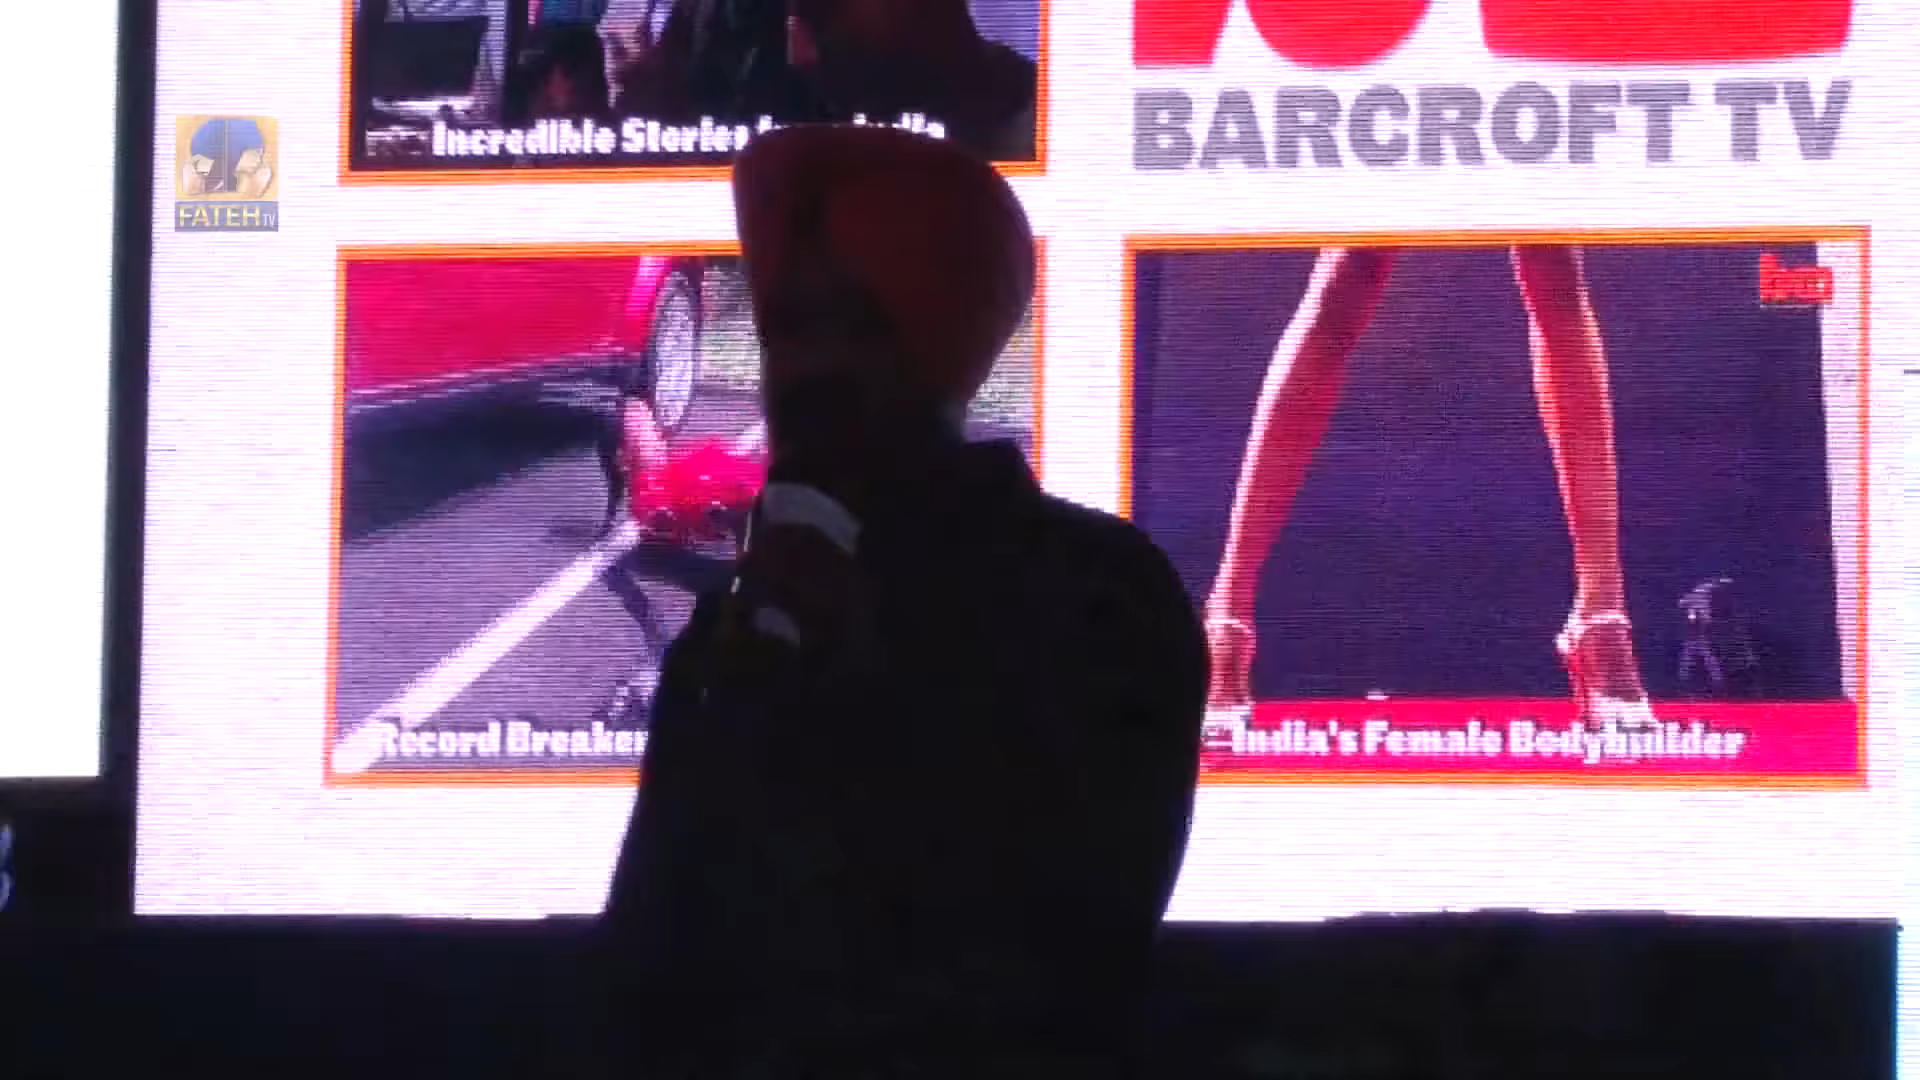 Incredible Stories
BARCROFT TV
FATEH TV
Record Breaker
India's Female Bodybuilder